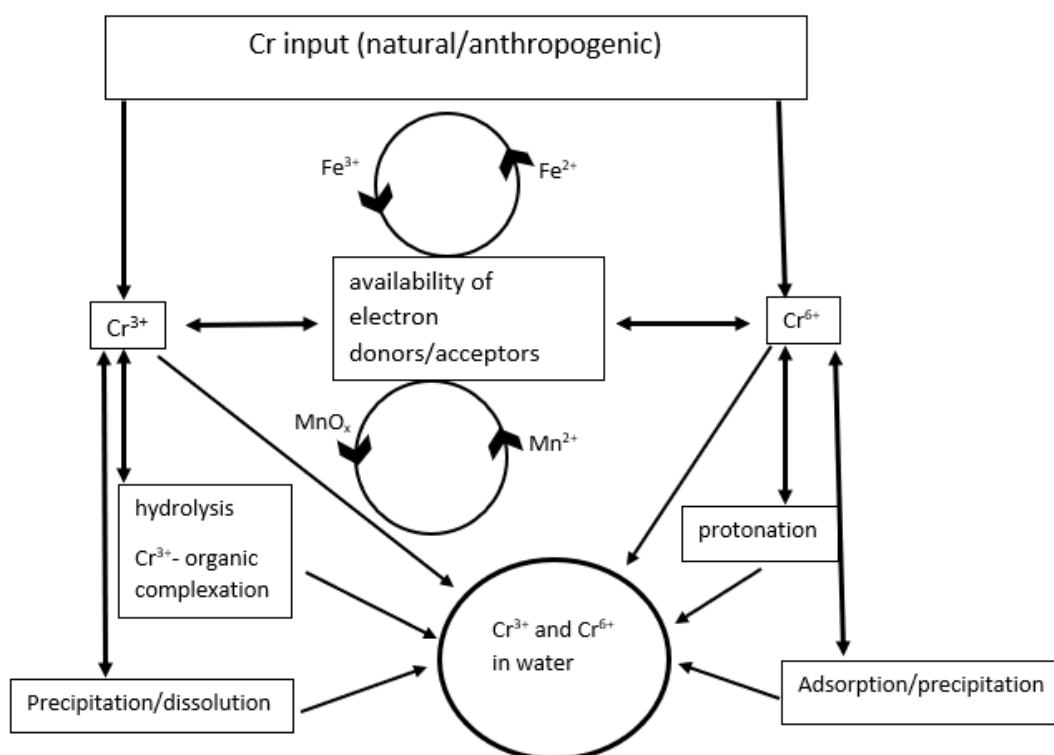 Cr input (natural/anthropogenic)
Fe³⁺
Fe²⁺
availability of
electron
donors/acceptors
Cr³⁺
Cr⁶⁺
MnOₓ
Mn²⁺
hydrolysis
Cr³⁺- organic
complexation
protonation
Cr³⁺ and Cr⁶⁺
in water
Precipitation/dissolution
Adsorption/precipitation